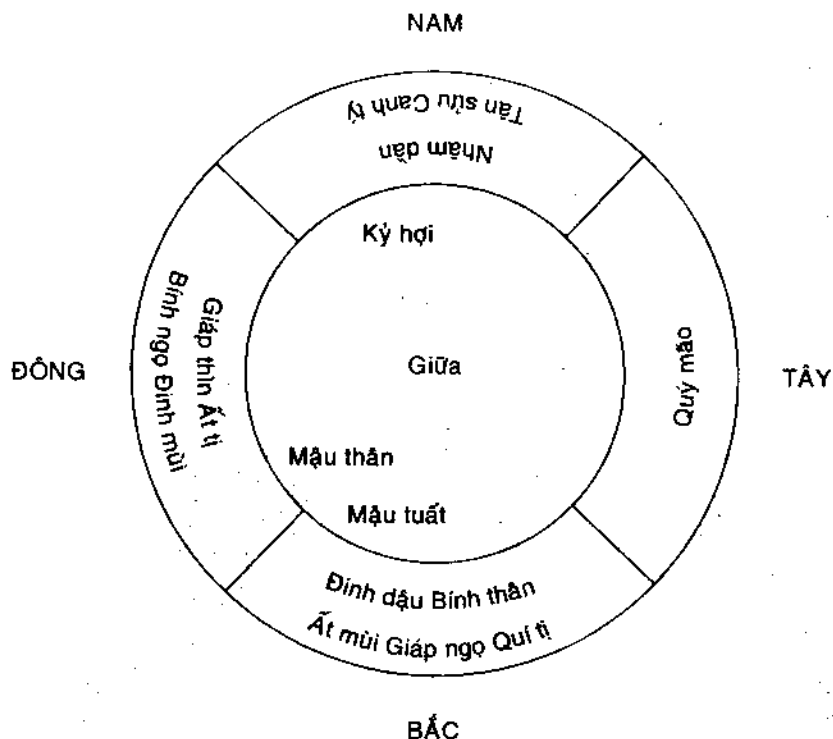 NAM
Tân sửu Canh tý
Nhâm dần
Kỷ hợi
Giáp thìn Ất tị
Bính ngọ Đinh mùi
ĐÔNG
Giữa
Quý mão
TÂY
Mậu thân
Mậu tuất
Đinh dậu Bính thân
Ất mùi Giáp ngọ Quí tị
BẮC